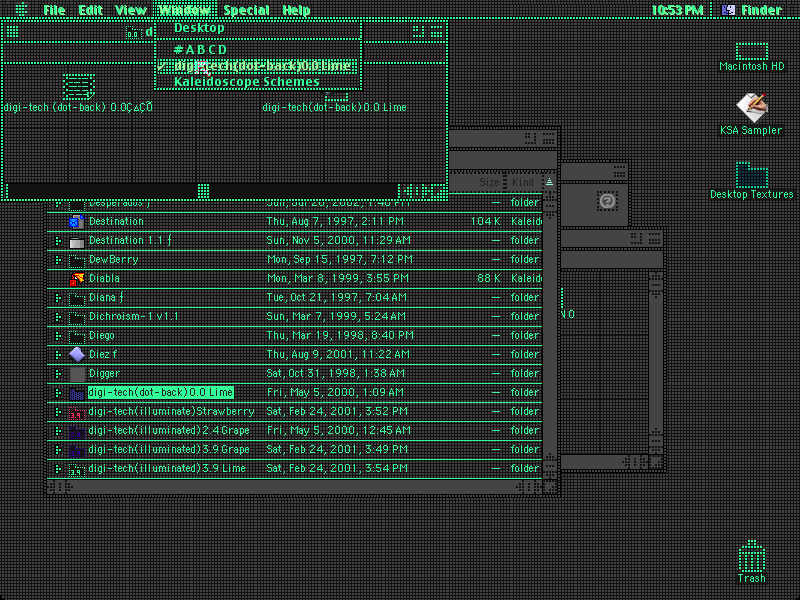 File Edit View Window Special Help 10:53 PM Finder
Desktop
#ABCD
✓ digi-tech(dot-back)0.0 Lime
Kaleidoscope Schemes
digi-tech(dot-back)0.0 Lime
Macintosh HD
KSA Sampler
Desktop Textures
Size Kind
Desperados ƒ Sun, Jul 28, 2002, 1:40 PM — folder
Destination Thu, Aug 7, 1997, 2:11 PM 104 K Kaleid
Destination 1.1 ƒ Sun, Nov 5, 2000, 11:29 AM — folder
DewBerry Mon, Sep 15, 1997, 7:12 PM — folder
Diabla Mon, Mar 8, 1999, 3:55 PM 88 K Kaleid
Diana ƒ Tue, Oct 21, 1997, 7:04 AM — folder
Dichroism-1 v1.1 Sun, Mar 7, 1999, 5:24 AM — folder
Diego Thu, Mar 19, 1998, 8:40 PM — folder
Diez f Thu, Aug 9, 2001, 11:22 AM — folder
Digger Sat, Oct 31, 1998, 1:38 AM — folder
digi-tech(dot-back)0.0 Lime Fri, May 5, 2000, 1:09 AM — folder
digi-tech(illuminate)Strawberry Sat, Feb 24, 2001, 3:52 PM — folder
digi-tech(illuminated)2.4 Grape Fri, May 5, 2000, 12:45 AM — folder
digi-tech(illuminated)3.9 Grape Sat, Feb 24, 2001, 3:49 PM — folder
digi-tech(illuminated)3.9 Lime Sat, Feb 24, 2001, 3:54 PM — folder
Trash